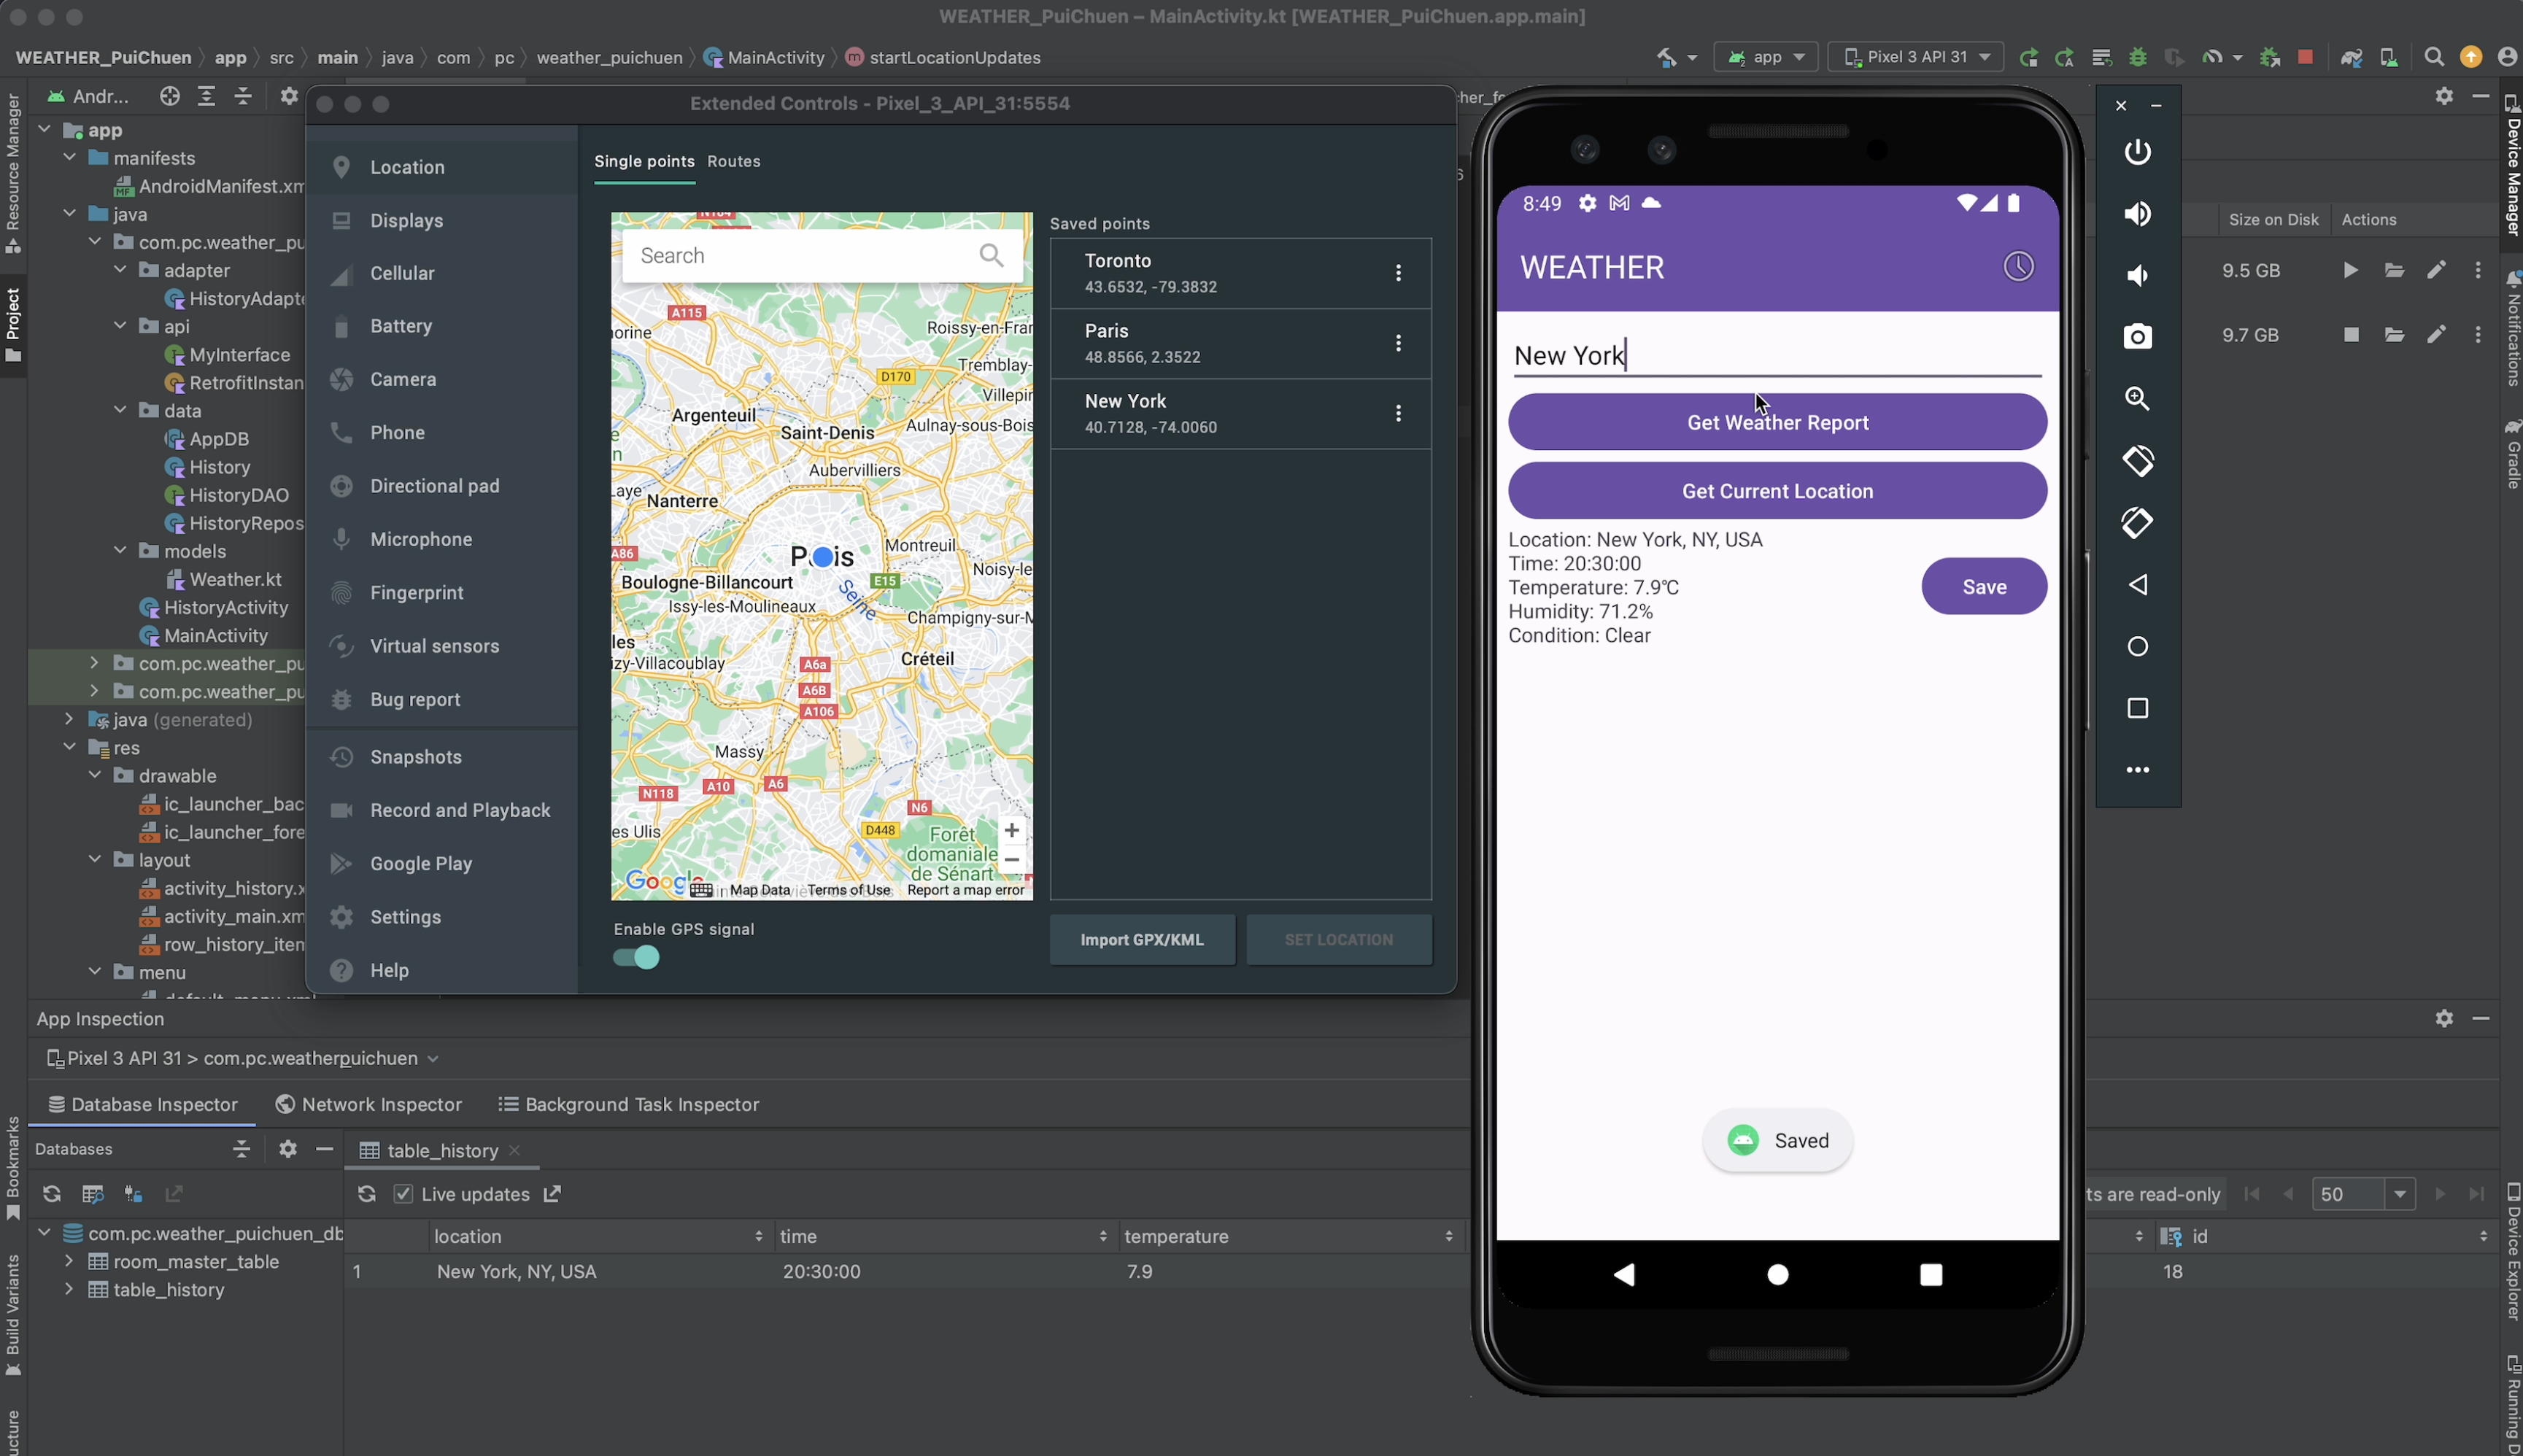 WEATHER_PuiChuen – MainActivity.kt [WEATHER_PuiChuen.app.main]
WEATHER_PuiChuen app src main java com pc weather_puichuen MainActivity startLocationUpdates
app Pixel 3 API 31
Resource Manager
Project
Bookmarks
Build Variants
Andr...
app
manifests
AndroidManifest.xm
java
com.pc.weather_pu
adapter
HistoryAdapte
api
MyInterface
RetrofitInstan
data
AppDB
History
HistoryDAO
HistoryRepos
models
Weather.kt
HistoryActivity
MainActivity
com.pc.weather_pu
com.pc.weather_pu
java (generated)
res
drawable
ic_launcher_bac
ic_launcher_fore
layout
activity_history.x
activity_main.xm
row_history_iten
menu
Extended Controls - Pixel_3_API_31:5554
Location
Displays
Cellular
Battery
Camera
Phone
Directional pad
Microphone
Fingerprint
Virtual sensors
Bug report
Snapshots
Record and Playback
Google Play
Settings
Help
Single points Routes
Search
A115
Roissy-en-Fran
Tremblay-
D170
Villepin
Argenteuil
Saint-Denis
Aulnay-sous-Bois
Aubervilliers
Nanterre
A86
Montreuil
Boulogne-Billancourt
E15
Noisy-le
Issy-les-Moulineaux
Seine
Champigny-sur-M
izy-Villacoublay
A6a
Créteil
A6B
A106
Massy
A10
A6
N118
N6
es Ulis
D448
Forêt
domaniale
de Sénart
Google
Map Data Terms of Use Report a map error
Enable GPS signal
Saved points
Toronto
43.6532, -79.3832
Paris
48.8566, 2.3522
New York
40.7128, -74.0060
Import GPX/KML
SET LOCATION
8:49
WEATHER
New York
Get Weather Report
Get Current Location
Location: New York, NY, USA
Time: 20:30:00
Temperature: 7.9℃
Humidity: 71.2%
Condition: Clear
Save
Saved
Size on Disk Actions
9.5 GB
9.7 GB
Device Manager
Notifications
Gradle
Device Explorer
App Inspection
Pixel 3 API 31 > com.pc.weatherpuichuen
Database Inspector Network Inspector Background Task Inspector
Databases
table_history
Live updates
ts are read-only
50
com.pc.weather_puichuen_db
room_master_table
table_history
location time temperature id
1 New York, NY, USA 20:30:00 7.9 18